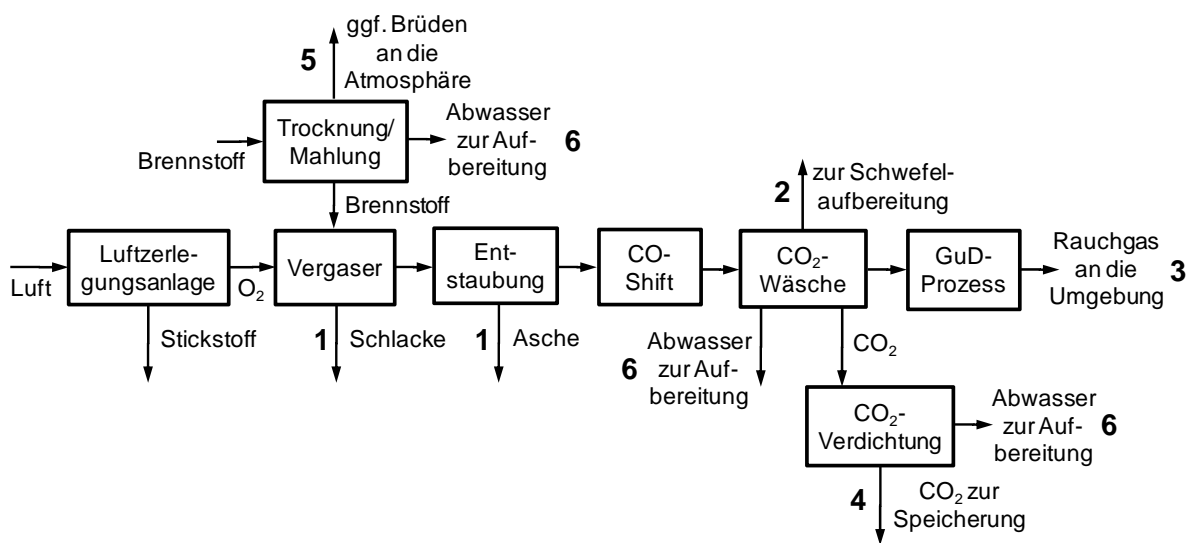 ggf. Brüden
an die
Atmosphäre
5
Trocknung/
Mahlung
Abwasser
zur Auf-
bereitung
6
Brennstoff
Brennstoff
2
zur Schwefel-
aufbereitung
Luft
Luftzerle-
gungsanlage
O2
Vergaser
Ent-
staubung
CO-
Shift
CO2-
Wäsche
GuD-
Prozess
Rauchgas
an die
Umgebung
3
Stickstoff
1
Schlacke
1
Asche
6
Abwasser
zur Auf-
bereitung
CO2
CO2-
Verdichtung
Abwasser
zur Auf-
bereitung
6
4
CO2 zur
Speicherung